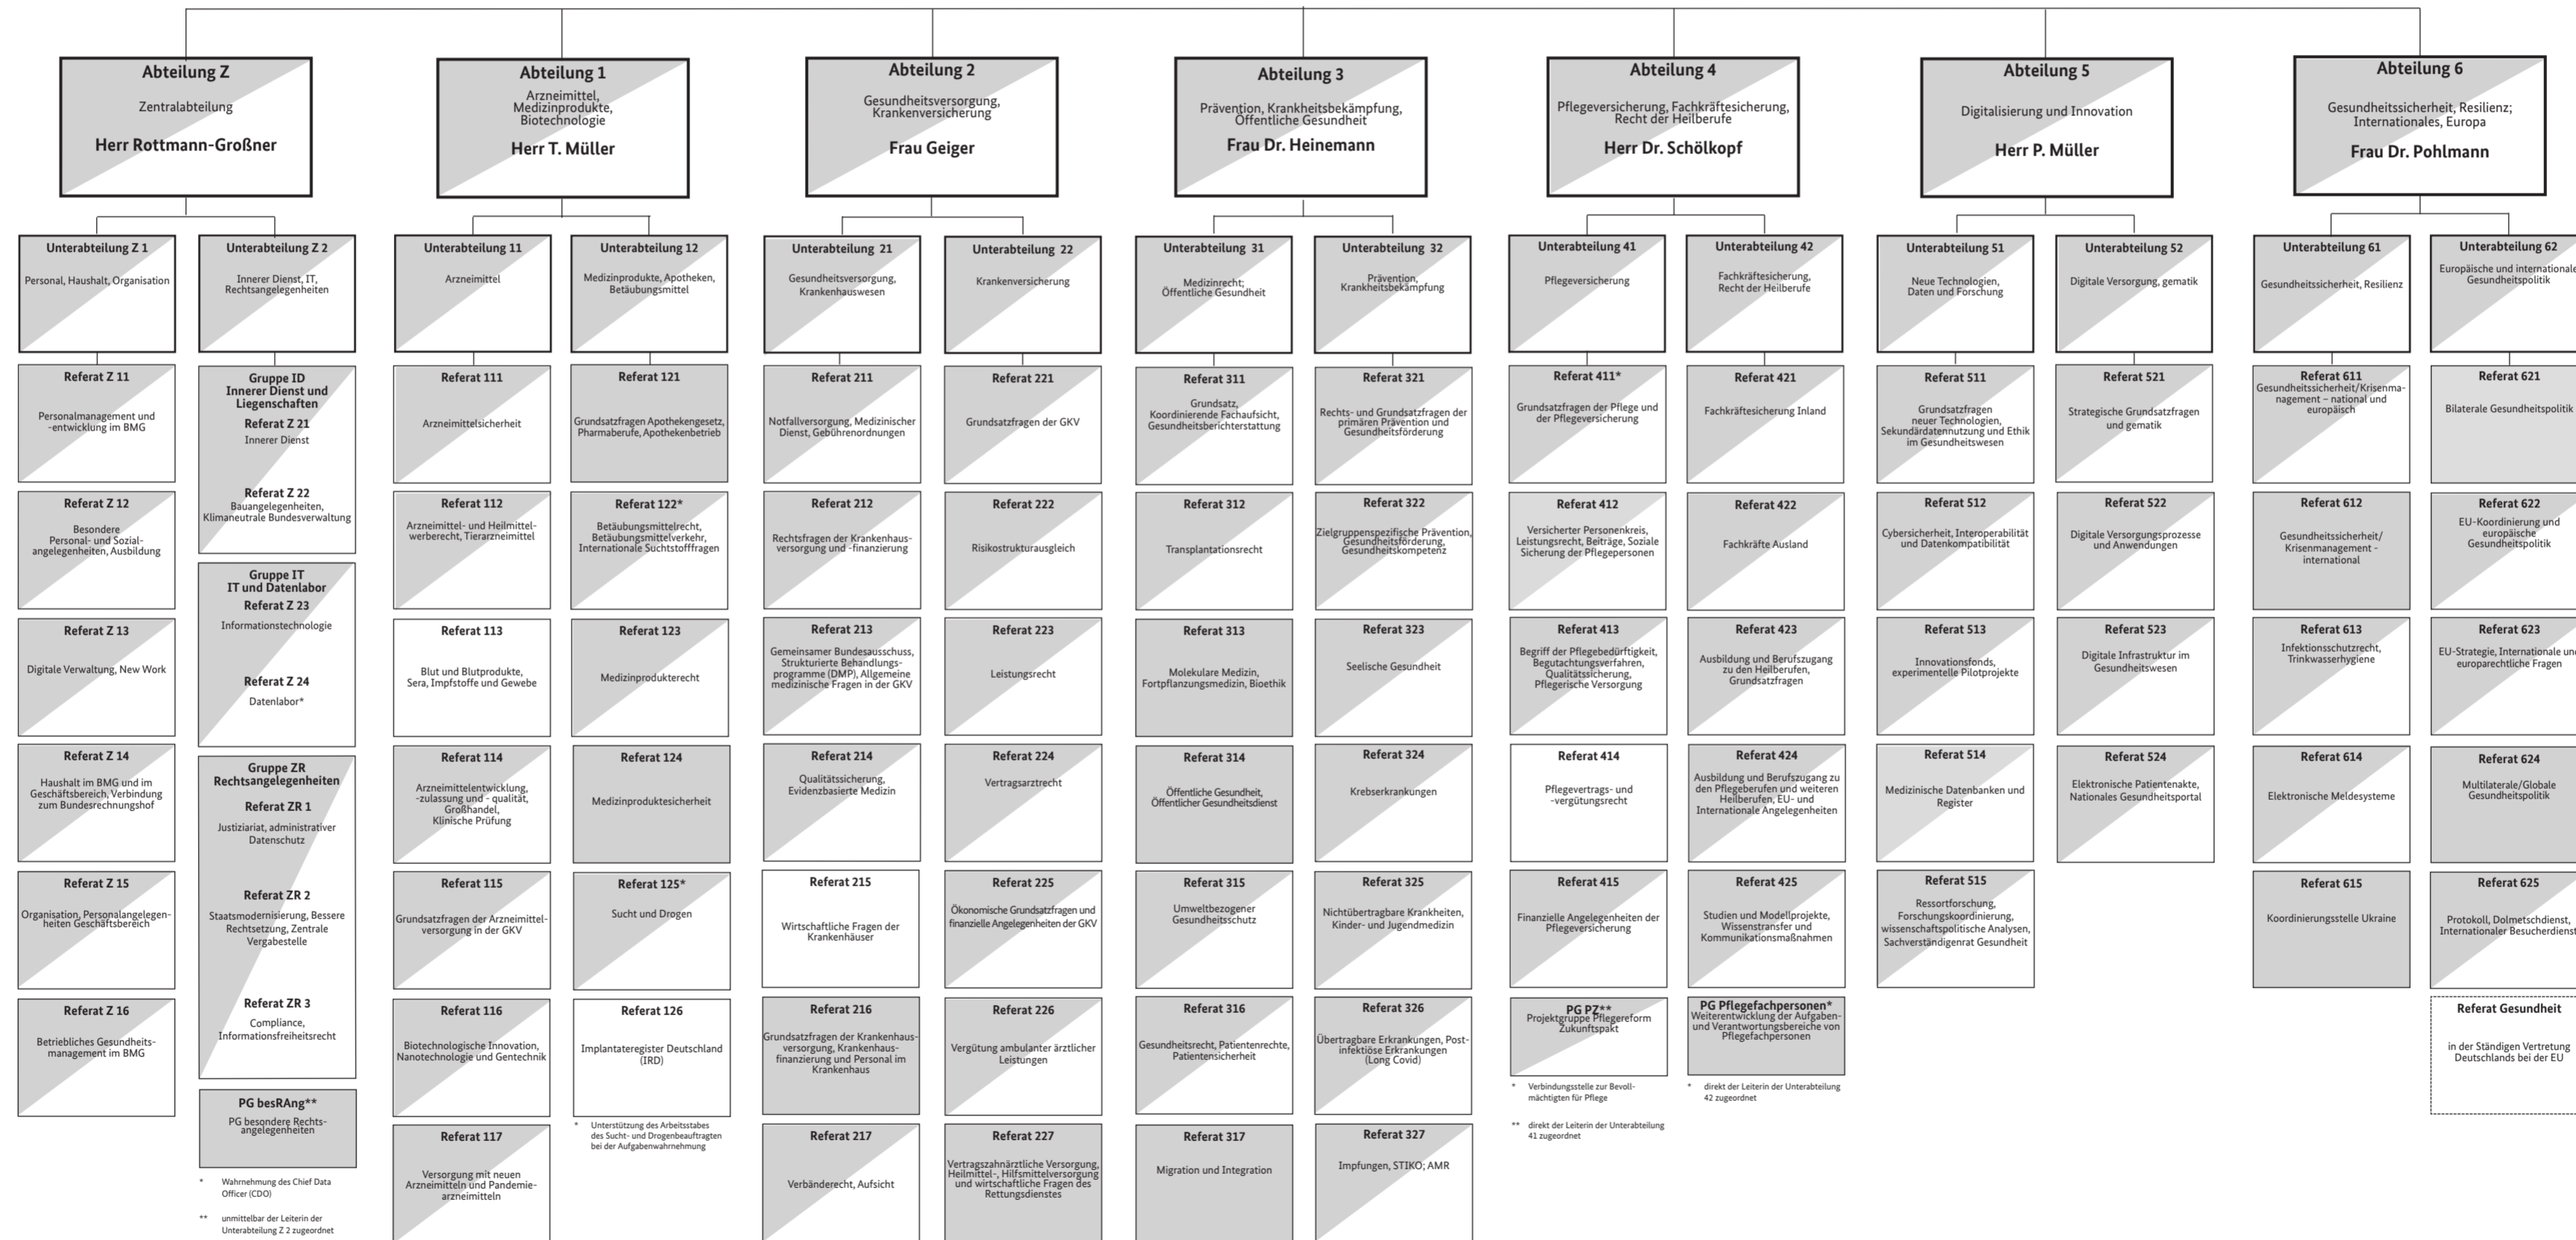 Abteilung Z
Zentralabteilung
Herr Rottmann-Großner
Abteilung 1
Arzneimittel,
Medizinprodukte,
Biotechnologie
Herr T. Müller
Abteilung 2
Gesundheitsversorgung,
Krankenversicherung
Frau Geiger
Abteilung 3
Prävention, Krankheitsbekämpfung,
Öffentliche Gesundheit
Frau Dr. Heinemann
Abteilung 4
Pflegeversicherung, Fachkräftesicherung,
Recht der Heilberufe
Herr Dr. Schölkopf
Abteilung 5
Digitalisierung und Innovation
Herr P. Müller
Abteilung 6
Gesundheitssicherheit, Resilienz;
Internationales, Europa
Frau Dr. Pohlmann
Unterabteilung Z 1
Personal, Haushalt, Organisation
Referat Z 11
Personalmanagement und
-entwicklung im BMG
Referat Z 12
Besondere
Personal- und Sozial-
angelegenheiten, Ausbildung
Referat Z 13
Digitale Verwaltung, New Work
Referat Z 14
Haushalt im BMG und im
Geschäftsbereich, Verbindung
zum Bundesrechnungshof
Referat Z 15
Organisation, Personalangelegen-
heiten Geschäftsbereich
Referat Z 16
Betriebliches Gesundheits-
management im BMG
Unterabteilung Z 2
Innerer Dienst, IT,
Rechtsangelegenheiten
Gruppe ID
Innerer Dienst und
Liegenschaften
Referat Z 21
Innerer Dienst
Referat Z 22
Bauangelegenheiten,
Klimaneutrale Bundesverwaltung
Gruppe IT
IT und Datenlabor
Referat Z 23
Informationstechnologie
Referat Z 24
Datenlabor*
Gruppe ZR
Rechtsangelegenheiten
Referat ZR 1
Justiziariat, administrativer
Datenschutz
Referat ZR 2
Staatsmodernisierung, Bessere
Rechtsetzung, Zentrale
Vergabestelle
Referat ZR 3
Compliance,
Informationsfreiheitsrecht
PG besRAng**
PG besondere Rechts-
angelegenheiten
* Wahrnehmung des Chief Data
Officer (CDO)
** unmittelbar der Leiterin der
Unterabteilung Z 2 zugeordnet
Unterabteilung 11
Arzneimittel
Referat 111
Arzneimittelsicherheit
Referat 112
Arzneimittel- und Heilmittel-
werberecht, Tierarzneimittel
Referat 113
Blut und Blutprodukte,
Sera, Impfstoffe und Gewebe
Referat 114
Arzneimittelentwicklung,
-zulassung und - qualität,
Großhandel,
Klinische Prüfung
Referat 115
Grundsatzfragen der Arzneimittel-
versorgung in der GKV
Referat 116
Biotechnologische Innovation,
Nanotechnologie und Gentechnik
Referat 117
Versorgung mit neuen
Arzneimitteln und Pandemie-
arzneimitteln
Unterabteilung 12
Medizinprodukte, Apotheken,
Betäubungsmittel
Referat 121
Grundsatzfragen Apothekengesetz,
Pharmaberufe, Apothekenbetrieb
Referat 122*
Betäubungsmittelrecht,
Betäubungsmittelverkehr,
Internationale Suchtstofffragen
Referat 123
Medizinprodukterecht
Referat 124
Medizinproduktesicherheit
Referat 125*
Sucht und Drogen
Referat 126
Implantateregister Deutschland
(IRD)
* Unterstützung des Arbeitsstabes
des Sucht- und Drogenbeauftragten
bei der Aufgabenwahrnehmung
Unterabteilung 21
Gesundheitsversorgung,
Krankenhauswesen
Referat 211
Notfallversorgung, Medizinischer
Dienst, Gebührenordnungen
Referat 212
Rechtsfragen der Krankenhaus-
versorgung und -finanzierung
Referat 213
Gemeinsamer Bundesausschuss,
Strukturierte Behandlungs-
programme (DMP), Allgemeine
medizinische Fragen in der GKV
Referat 214
Qualitätssicherung,
Evidenzbasierte Medizin
Referat 215
Wirtschaftliche Fragen der
Krankenhäuser
Referat 216
Grundsatzfragen der Krankenhaus-
versorgung, Krankenhaus-
finanzierung und Personal im
Krankenhaus
Referat 217
Verbänderecht, Aufsicht
Unterabteilung 22
Krankenversicherung
Referat 221
Grundsatzfragen der GKV
Referat 222
Risikostrukturausgleich
Referat 223
Leistungsrecht
Referat 224
Vertragsarztrecht
Referat 225
Ökonomische Grundsatzfragen und
finanzielle Angelegenheiten der GKV
Referat 226
Vergütung ambulanter ärztlicher
Leistungen
Referat 227
Vertragszahnärztliche Versorgung,
Heilmittel-, Hilfsmittelversorgung
und wirtschaftliche Fragen des
Rettungsdienstes
Unterabteilung 31
Medizinrecht;
Öffentliche Gesundheit
Referat 311
Grundsatz,
Koordinierende Fachaufsicht,
Gesundheitsberichterstattung
Referat 312
Transplantationsrecht
Referat 313
Molekulare Medizin,
Fortpflanzungsmedizin, Bioethik
Referat 314
Öffentliche Gesundheit,
Öffentlicher Gesundheitsdienst
Referat 315
Umweltbezogener
Gesundheitsschutz
Referat 316
Gesundheitsrecht, Patientenrechte,
Patientensicherheit
Referat 317
Migration und Integration
Unterabteilung 32
Prävention,
Krankheitsbekämpfung
Referat 321
Rechts- und Grundsatzfragen der
primären Prävention und
Gesundheitsförderung
Referat 322
Zielgruppenspezifische Prävention,
Gesundheitsförderung,
Gesundheitskompetenz
Referat 323
Seelische Gesundheit
Referat 324
Krebserkrankungen
Referat 325
Nichtübertragbare Krankheiten,
Kinder- und Jugendmedizin
Referat 326
Übertragbare Erkrankungen, Post-
infektiöse Erkrankungen
(Long Covid)
Referat 327
Impfungen, STIKO; AMR
Unterabteilung 41
Pflegeversicherung
Referat 411*
Grundsatzfragen der Pflege und
der Pflegeversicherung
Referat 412
Versicherter Personenkreis,
Leistungsrecht, Beiträge, Soziale
Sicherung der Pflegepersonen
Referat 413
Begriff der Pflegebedürftigkeit,
Begutachtungsverfahren,
Qualitätssicherung,
Pflegerische Versorgung
Referat 414
Pflegevertrags- und
-vergütungsrecht
Referat 415
Finanzielle Angelegenheiten der
Pflegeversicherung
PG PZ**
Projektgruppe Pflegereform
Zukunftspakt
* Verbindungsstelle zur Bevoll-
mächtigten für Pflege
** direkt der Leiterin der Unterabteilung
41 zugeordnet
Unterabteilung 42
Fachkräftesicherung,
Recht der Heilberufe
Referat 421
Fachkräftesicherung Inland
Referat 422
Fachkräfte Ausland
Referat 423
Ausbildung und Berufszugang
zu den Heilberufen,
Grundsatzfragen
Referat 424
Ausbildung und Berufszugang zu
den Pflegeberufen und weiteren
Heilberufen, EU- und
Internationale Angelegenheiten
Referat 425
Studien und Modellprojekte,
Wissenstransfer und
Kommunikationsmaßnahmen
PG Pflegefachpersonen*
Weiterentwicklung der Aufgaben-
und Verantwortungsbereiche von
Pflegefachpersonen
* direkt der Leiterin der Unterabteilung
42 zugeordnet
Unterabteilung 51
Neue Technologien,
Daten und Forschung
Referat 511
Grundsatzfragen
neuer Technologien,
Sekundärdatennutzung und Ethik
im Gesundheitswesen
Referat 512
Cybersicherheit, Interoperabilität
und Datenkompatibilität
Referat 513
Innovationsfonds,
experimentelle Pilotprojekte
Referat 514
Medizinische Datenbanken und
Register
Referat 515
Ressortforschung,
Forschungskoordinierung,
wissenschaftspolitische Analysen,
Sachverständigenrat Gesundheit
Unterabteilung 52
Digitale Versorgung, gematik
Referat 521
Strategische Grundsatzfragen
und gematik
Referat 522
Digitale Versorgungsprozesse
und Anwendungen
Referat 523
Digitale Infrastruktur im
Gesundheitswesen
Referat 524
Elektronische Patientenakte,
Nationales Gesundheitsportal
Unterabteilung 61
Gesundheitssicherheit, Resilienz
Referat 611
Gesundheitssicherheit/Krisenma-
nagement – national und
europäisch
Referat 612
Gesundheitssicherheit/
Krisenmanagement -
international
Referat 613
Infektionsschutzrecht,
Trinkwasserhygiene
Referat 614
Elektronische Meldesysteme
Referat 615
Koordinierungsstelle Ukraine
Unterabteilung 62
Europäische und internationale
Gesundheitspolitik
Referat 621
Bilaterale Gesundheitspolitik
Referat 622
EU-Koordinierung und
europäische
Gesundheitspolitik
Referat 623
EU-Strategie, Internationale und
europarechtliche Fragen
Referat 624
Multilaterale/Globale
Gesundheitspolitik
Referat 625
Protokoll, Dolmetschdienst,
Internationaler Besucherdienst
Referat Gesundheit
in der Ständigen Vertretung
Deutschlands bei der EU